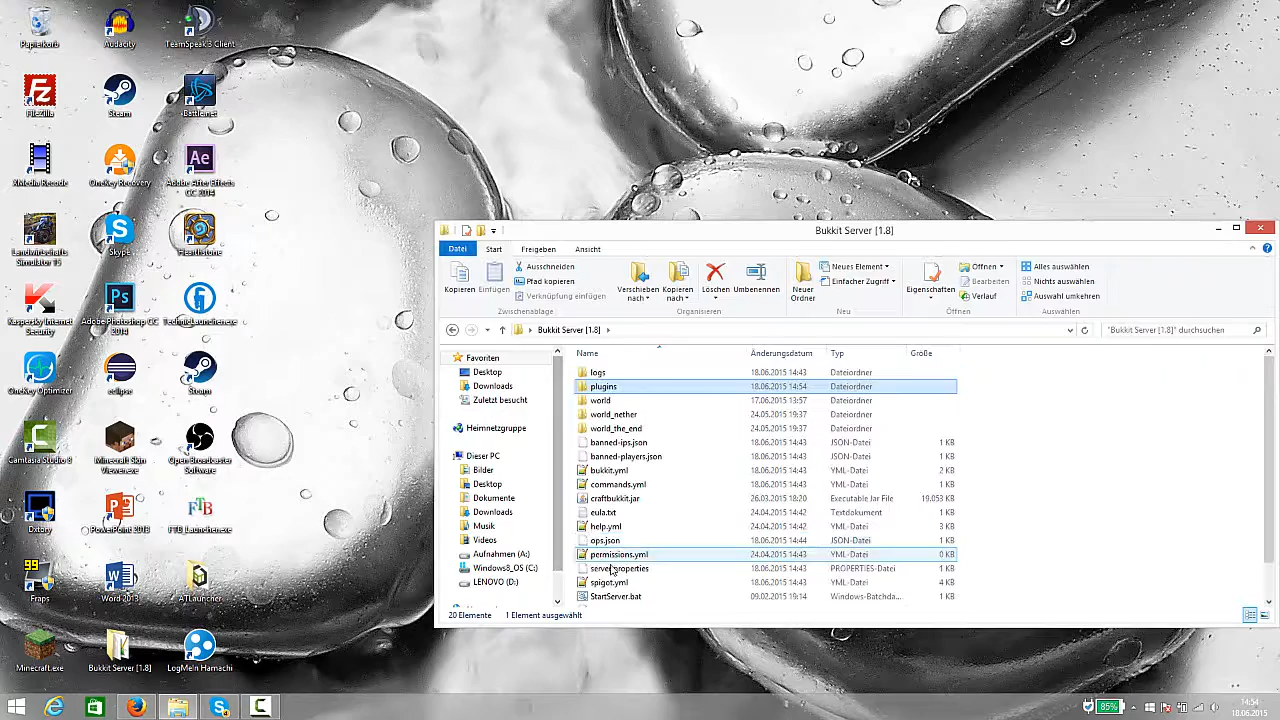 Papierkorb
Audacity
TeamSpeak 3 Client
FileZilla
Steam
Battle.net
XMedia Recode
OneKey Recovery
Adobe After Effects CC 2014
Landwirtschafts Simulator 15
Skype
Hearthstone
Kaspersky Internet Security
Adobe Photoshop CC 2014
TechnicLauncher.exe
OneKey Optimizer
eclipse
Steam
Camtasia Studio 8
Minecraft Skin Viewer.exe
Open Broadcaster Software
Dxtory
PowerPoint 2013
FTB_Launcher.exe
99
Fraps
Word 2013
ATLauncher
Minecraft.exe
Bukkit Server [1.8]
LogMeIn Hamachi
Bukkit Server [1.8]
Datei Start Freigeben Ansicht
Kopieren
Einfügen
Ausschneiden
Pfad kopieren
Verknüpfung einfügen
Zwischenablage
Verschieben nach
Kopieren nach
Löschen
Umbenennen
Organisieren
Neuer Ordner
Neues Element
Einfacher Zugriff
Neu
Eigenschaften
Öffnen
Bearbeiten
Verlauf
Öffnen
Alles auswählen
Nichts auswählen
Auswahl umkehren
Auswählen
Bukkit Server [1.8]
"Bukkit Server [1.8]" durchsuchen
Favoriten
Desktop
Downloads
Zuletzt besucht
Heimnetzgruppe
Dieser PC
Bilder
Desktop
Dokumente
Downloads
Musik
Videos
Aufnahmen (A:)
Windows8_OS (C:)
LENOVO (D:)
Name Änderungsdatum Typ Größe
logs 18.06.2015 14:43 Dateiordner
plugins 18.06.2015 14:54 Dateiordner
world 17.06.2015 13:57 Dateiordner
world_nether 24.05.2015 19:37 Dateiordner
world_the_end 24.05.2015 19:37 Dateiordner
banned-ips.json 18.06.2015 14:43 JSON-Datei 1 KB
banned-players.json 18.06.2015 14:43 JSON-Datei 1 KB
bukkit.yml 18.06.2015 14:43 YML-Datei 2 KB
commands.yml 18.06.2015 14:43 YML-Datei 1 KB
craftbukkit.jar 26.03.2015 18:20 Executable Jar File 19.053 KB
eula.txt 24.04.2015 14:42 Textdokument 1 KB
help.yml 24.04.2015 14:42 YML-Datei 3 KB
ops.json 18.06.2015 14:44 JSON-Datei 1 KB
permissions.yml 24.04.2015 14:43 YML-Datei 0 KB
server.properties 18.06.2015 14:43 PROPERTIES-Datei 1 KB
spigot.yml 18.06.2015 14:43 YML-Datei 4 KB
StartServer.bat 09.02.2015 19:14 Windows-Batchda... 1 KB
20 Elemente 1 Element ausgewählt
85%
14:54
18.06.2015